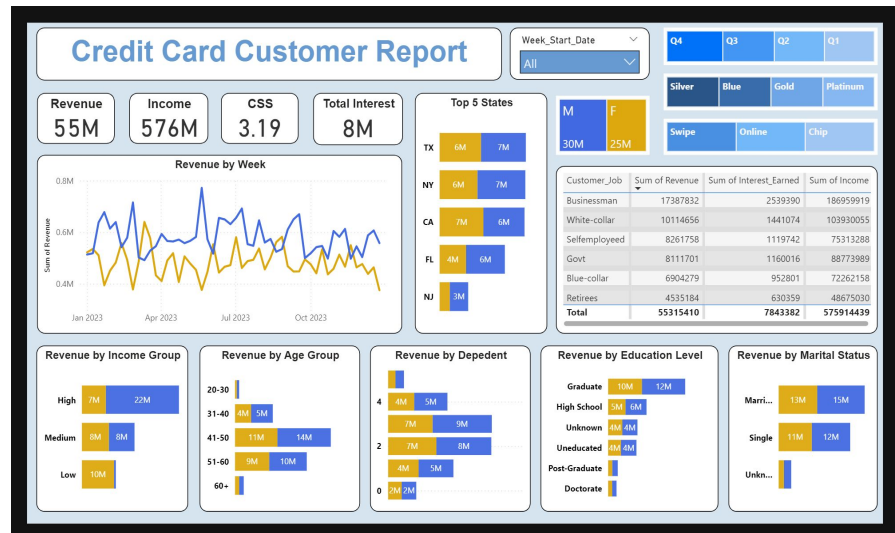 Credit Card Customer Report
Week_Start_Date
All
Q4 Q3 Q2 Q1
Silver Blue Gold Platinum
Swipe Online Chip
Revenue
55M
Income
576M
CSS
3.19
Total Interest
8M
Top 5 States
TX 6M 7M
NY 6M 7M
CA 7M 6M
FL 4M 6M
NJ 3M
M F
30M 25M
Revenue by Week
Sum of Revenue
0.8M
0.6M
0.4M
Jan 2023 Apr 2023 Jul 2023 Oct 2023
Customer_Job Sum of Revenue Sum of Interest_Earned Sum of Income
Businessman 17387832 2539390 186959919
White-collar 10114656 1441074 103930055
Selfemployeed 8261758 1119742 75313288
Govt 8111701 1160016 88773989
Blue-collar 6904279 952801 72262158
Retirees 4535184 630359 48675030
Total 55315410 7843382 575914439
Revenue by Income Group
High 7M 22M
Medium 8M 8M
Low 10M
Revenue by Age Group
20-30
31-40 4M 5M
41-50 11M 14M
51-60 9M 10M
60+
Revenue by Depedent
4 4M 5M
7M 9M
2 7M 8M
4M 5M
0 2M 2M
Revenue by Education Level
Graduate 10M 12M
High School 5M 6M
Unknown 4M 4M
Uneducated 4M 4M
Post-Graduate
Doctorate
Revenue by Marital Status
Marri... 13M 15M
Single 11M 12M
Unkn...